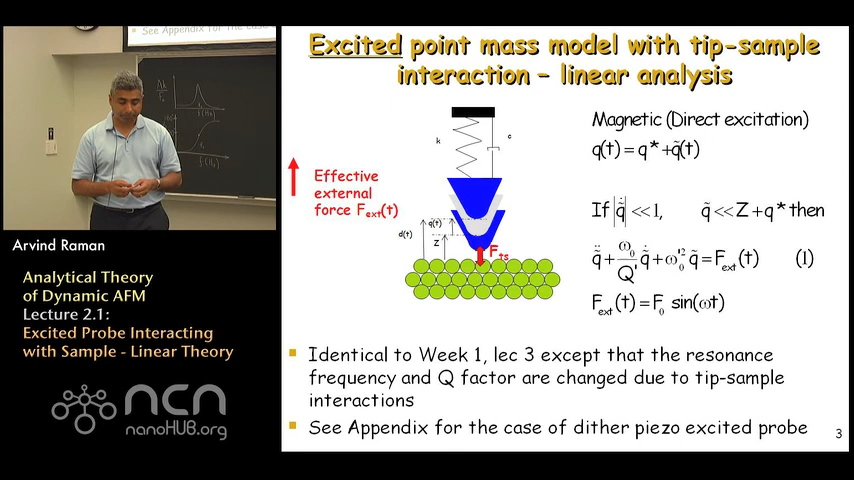 See Appendix for the case
Excited point mass model with tip-sample
interaction – linear analysis
k
c
Effective
external
force F_ext(t)
d(t)
q(t)
Z
F_ts
Magnetic (Direct excitation)
q(t) = q* + q̃(t)
If |q̃̇| << 1, q̃ << Z + q* then
q̃̈ + ω₀/Q' q̃̇ + ω'₀² q̃ = F_ext(t) (1)
F_ext(t) = F₀ sin(ωt)
Identical to Week 1, lec 3 except that the resonance
frequency and Q factor are changed due to tip-sample
interactions
See Appendix for the case of dither piezo excited probe
3
Arvind Raman
Analytical Theory
of Dynamic AFM
Lecture 2.1:
Excited Probe Interacting
with Sample - Linear Theory
ncn
nanoHUB.org